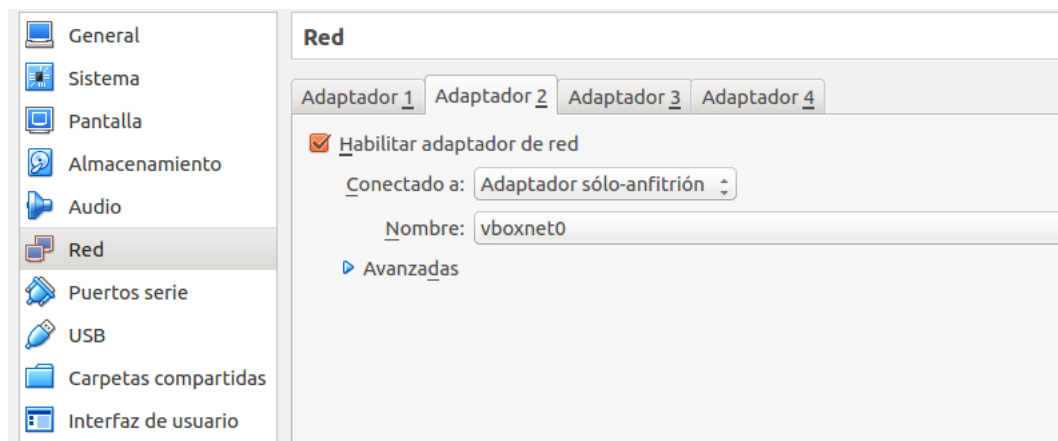 General
Sistema
Pantalla
Almacenamiento
Audio
Red
Puertos serie
USB
Carpetas compartidas
Interfaz de usuario
Red
Adaptador 1 Adaptador 2 Adaptador 3 Adaptador 4
Habilitar adaptador de red
Conectado a: Adaptador sólo-anfitrión
Nombre: vboxnet0
Avanzadas